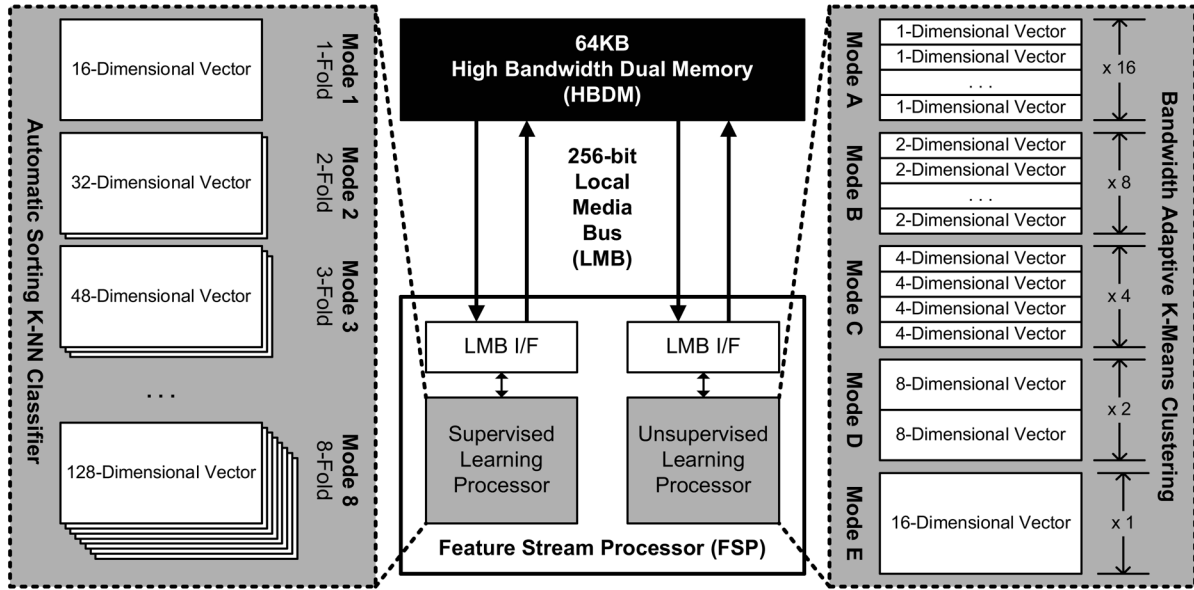 Automatic Sorting K-NN Classifier
16-Dimensional Vector
Mode 1
1-Fold
32-Dimensional Vector
Mode 2
2-Fold
48-Dimensional Vector
Mode 3
3-Fold
. . .
128-Dimensional Vector
Mode 8
8-Fold
64KB
High Bandwidth Dual Memory
(HBDM)
256-bit
Local
Media
Bus
(LMB)
LMB I/F
LMB I/F
Supervised
Learning
Processor
Unsupervised
Learning
Processor
Feature Stream Processor (FSP)
Mode A
1-Dimensional Vector
1-Dimensional Vector
. . .
1-Dimensional Vector
x 16
Mode B
2-Dimensional Vector
2-Dimensional Vector
. . .
2-Dimensional Vector
x 8
Mode C
4-Dimensional Vector
4-Dimensional Vector
4-Dimensional Vector
4-Dimensional Vector
x 4
Mode D
8-Dimensional Vector
8-Dimensional Vector
x 2
Mode E
16-Dimensional Vector
x 1
Bandwidth Adaptive K-Means Clustering